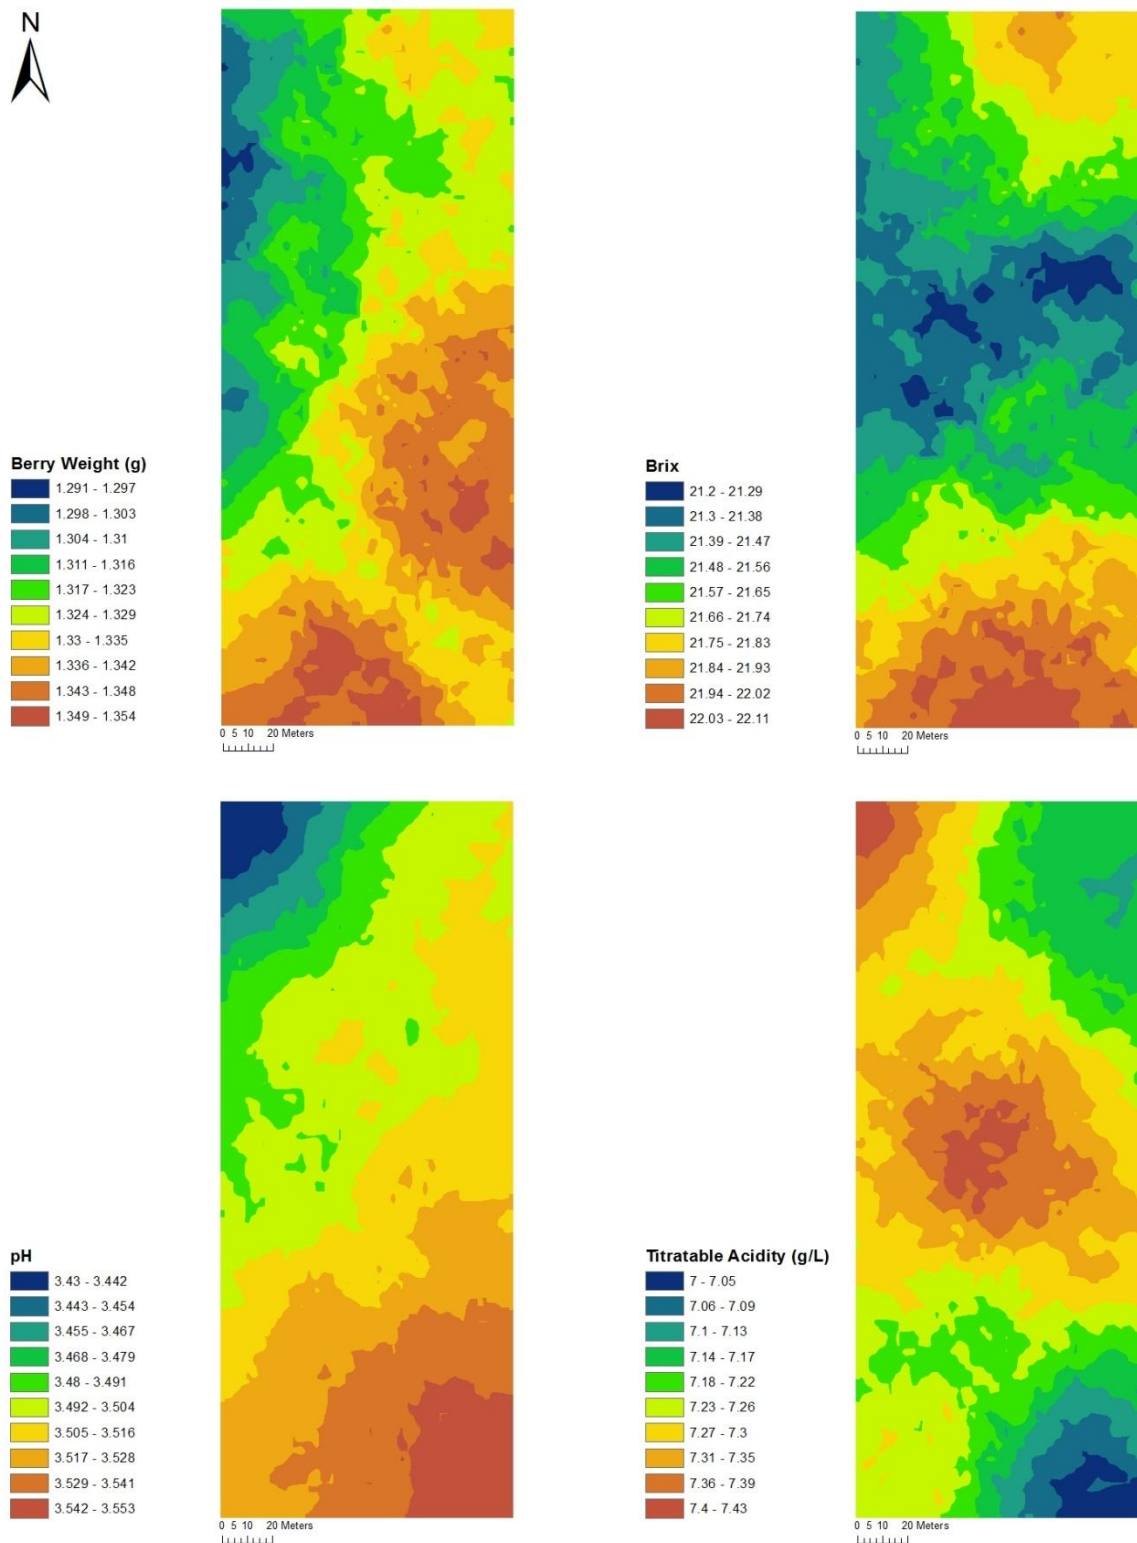 N
Berry Weight (g)
1.291 - 1.297
1.298 - 1.303
1.304 - 1.31
1.311 - 1.316
1.317 - 1.323
1.324 - 1.329
1.33 - 1.335
1.336 - 1.342
1.343 - 1.348
1.349 - 1.354
0 5 10 20 Meters
Brix
21.2 - 21.29
21.3 - 21.38
21.39 - 21.47
21.48 - 21.56
21.57 - 21.65
21.66 - 21.74
21.75 - 21.83
21.84 - 21.93
21.94 - 22.02
22.03 - 22.11
0 5 10 20 Meters
pH
3.43 - 3.442
3.443 - 3.454
3.455 - 3.467
3.468 - 3.479
3.48 - 3.491
3.492 - 3.504
3.505 - 3.516
3.517 - 3.528
3.529 - 3.541
3.542 - 3.553
0 5 10 20 Meters
Titratable Acidity (g/L)
7 - 7.05
7.06 - 7.09
7.1 - 7.13
7.14 - 7.17
7.18 - 7.22
7.23 - 7.26
7.27 - 7.3
7.31 - 7.35
7.36 - 7.39
7.4 - 7.43
0 5 10 20 Meters